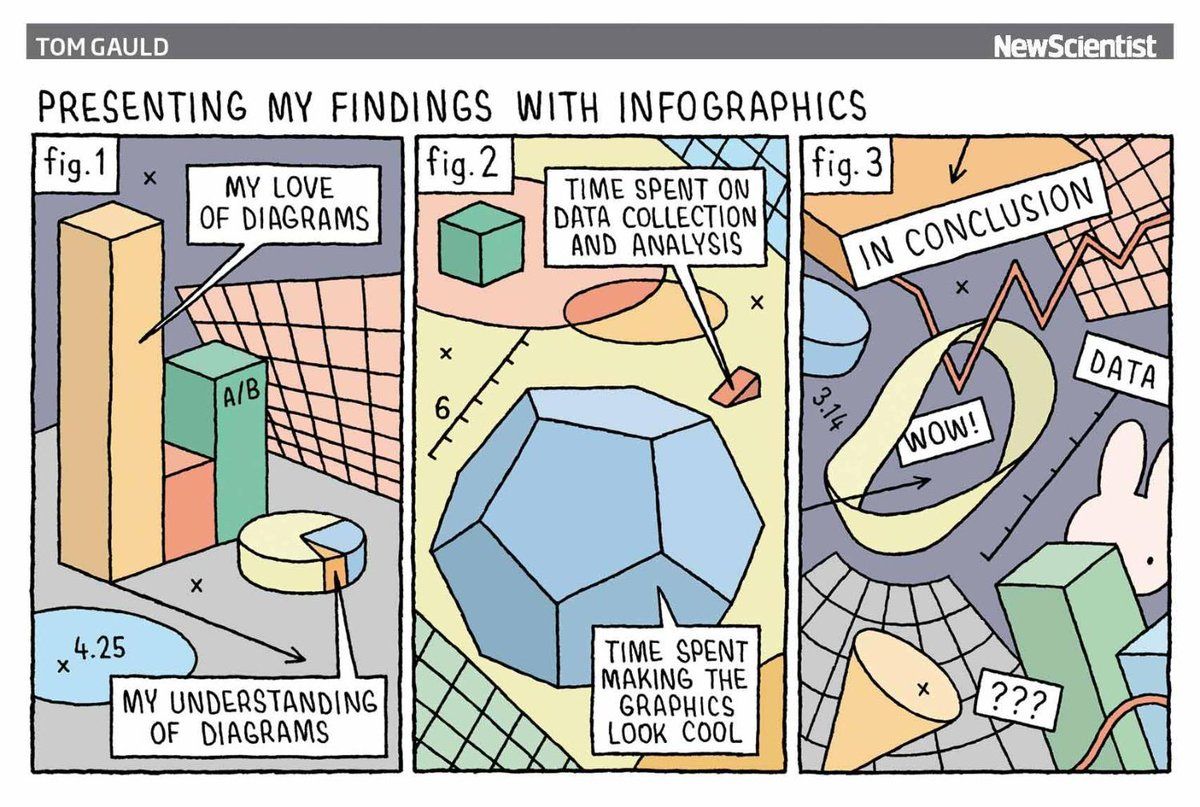 TOM GAULD
NewScientist
PRESENTING MY FINDINGS WITH INFOGRAPHICS
fig.1
MY LOVE
OF DIAGRAMS
A/B
x
x
x 4.25
MY UNDERSTANDING
OF DIAGRAMS
fig. 2
TIME SPENT ON
DATA COLLECTION
AND ANALYSIS
x
x
6
TIME SPENT
MAKING THE
GRAPHICS
LOOK COOL
fig. 3
IN CONCLUSION
x
DATA
3.14
WOW!
x
???